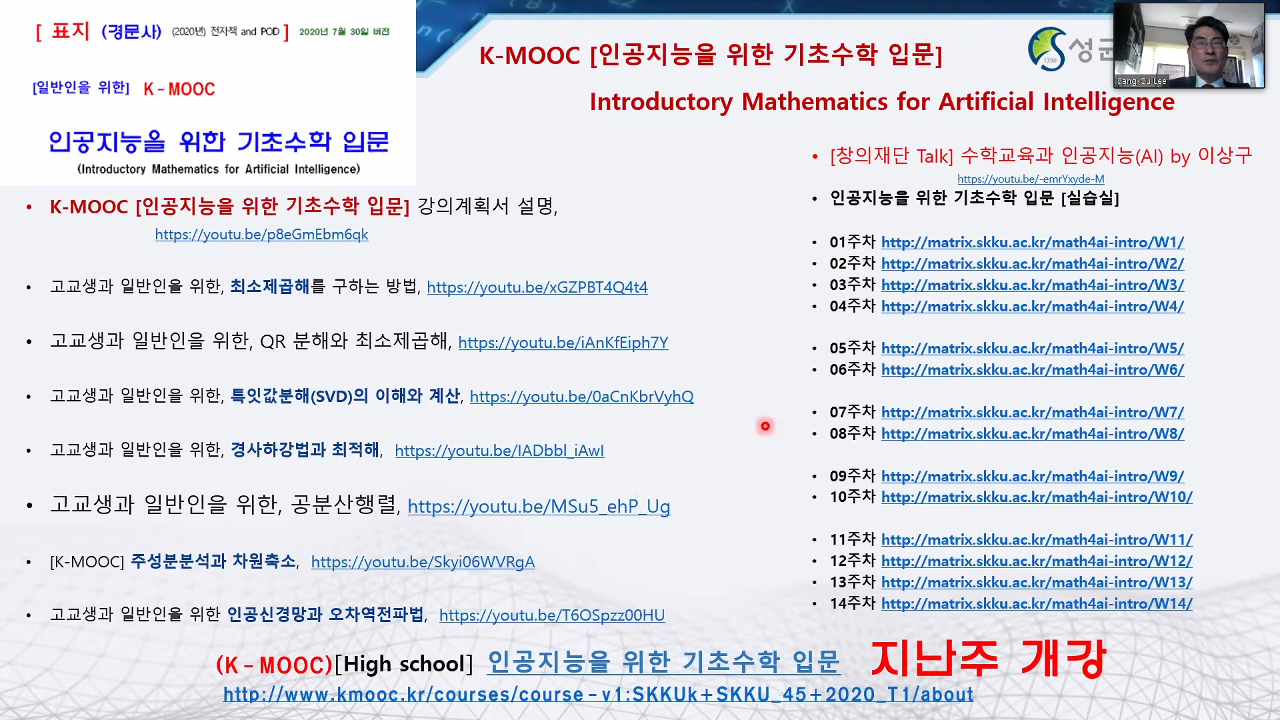 [ 표지 (경문사) (2020년) 전자책 and POD ] 2020년 7월 30일 버전
[일반인을 위한] K-MOOC
인공지능을 위한 기초수학 입문
(Introductory Mathematics for Artificial Intelligence)
K-MOOC [인공지능을 위한 기초수학 입문]
성균
Sang-Gu Lee
Introductory Mathematics for Artificial Intelligence
• K-MOOC [인공지능을 위한 기초수학 입문] 강의계획서 설명,
https://youtu.be/p8eGmEbm6qk
• 고교생과 일반인을 위한, 최소제곱해를 구하는 방법, https://youtu.be/xGZPBT4Q4t4
• 고교생과 일반인을 위한, QR 분해와 최소제곱해, https://youtu.be/iAnKfEiph7Y
• 고교생과 일반인을 위한, 특잇값분해(SVD)의 이해와 계산, https://youtu.be/0aCnKbrVyhQ
• 고교생과 일반인을 위한, 경사하강법과 최적해, https://youtu.be/IADbbl_iAwI
• 고교생과 일반인을 위한, 공분산행렬, https://youtu.be/MSu5_ehP_Ug
• [K-MOOC] 주성분분석과 차원축소, https://youtu.be/Skyi06WVRgA
• 고교생과 일반인을 위한 인공신경망과 오차역전파법, https://youtu.be/T6OSpzz00HU
• [창의재단 Talk] 수학교육과 인공지능(AI) by 이상구
https://youtu.be/-emrYxyde-M
• 인공지능을 위한 기초수학 입문 [실습실]
• 01주차 http://matrix.skku.ac.kr/math4ai-intro/W1/
• 02주차 http://matrix.skku.ac.kr/math4ai-intro/W2/
• 03주차 http://matrix.skku.ac.kr/math4ai-intro/W3/
• 04주차 http://matrix.skku.ac.kr/math4ai-intro/W4/
• 05주차 http://matrix.skku.ac.kr/math4ai-intro/W5/
• 06주차 http://matrix.skku.ac.kr/math4ai-intro/W6/
• 07주차 http://matrix.skku.ac.kr/math4ai-intro/W7/
• 08주차 http://matrix.skku.ac.kr/math4ai-intro/W8/
• 09주차 http://matrix.skku.ac.kr/math4ai-intro/W9/
• 10주차 http://matrix.skku.ac.kr/math4ai-intro/W10/
• 11주차 http://matrix.skku.ac.kr/math4ai-intro/W11/
• 12주차 http://matrix.skku.ac.kr/math4ai-intro/W12/
• 13주차 http://matrix.skku.ac.kr/math4ai-intro/W13/
• 14주차 http://matrix.skku.ac.kr/math4ai-intro/W14/
(K-MOOC)[High school] 인공지능을 위한 기초수학 입문 지난주 개강
http://www.kmooc.kr/courses/course-v1:SKKUk+SKKU_45+2020_T1/about